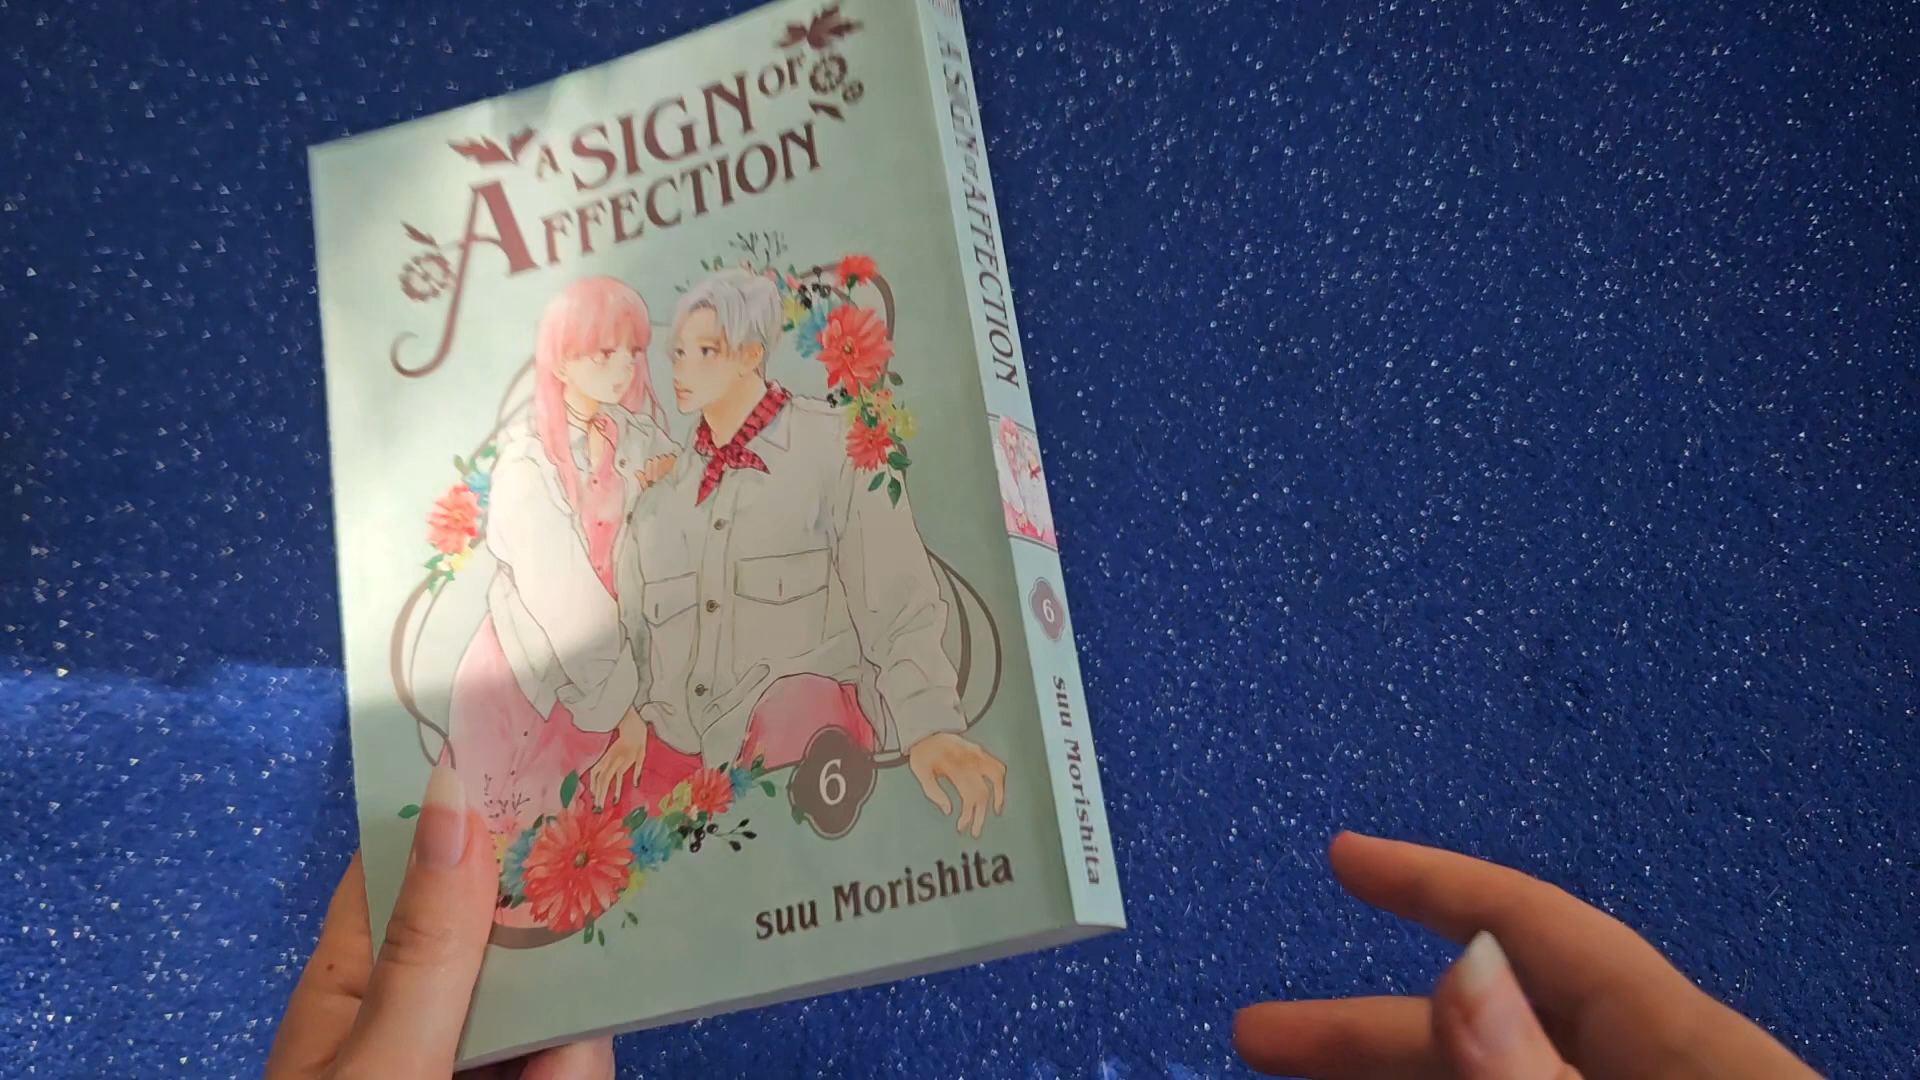 A SIGN OF
AFFECTION
6
suu Morishita
A SIGN OF AFFECTION
6
suu Morishita